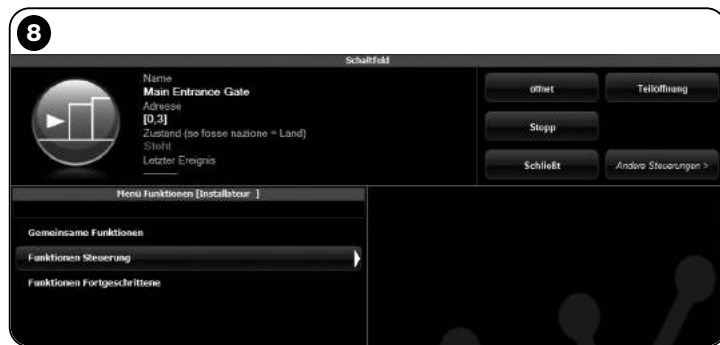 8
Schaltfeld
Name
Main Entrance Gate
Adresse
[0,3]
Zustand (se fosse nazione = Land)
Steht
Letzter Ereignis
öffnet
Teilöffnung
Stopp
Schließt
Andere Steuerungen >
Menü Funktionen [Installateur ]
Gemeinsame Funktionen
Funktionen Steuerung
Funktionen Fortgeschrittene